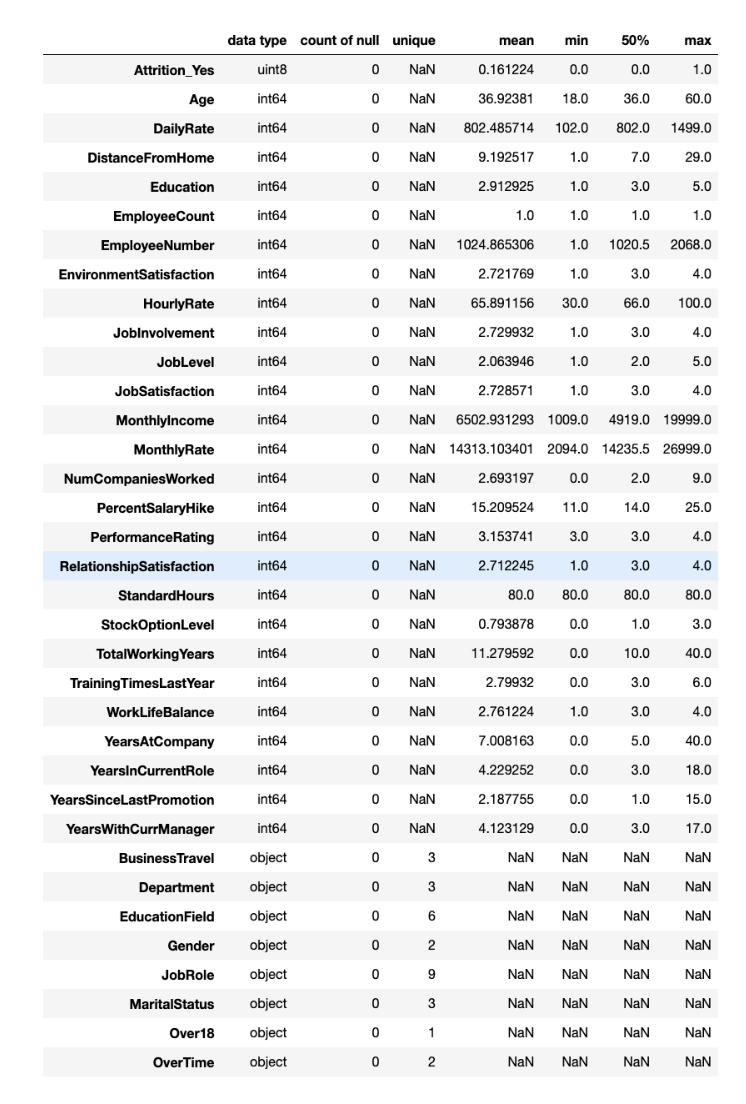 data type count of null unique mean min 50% max
Attrition_Yes uint8 0 NaN 0.161224 0.0 0.0 1.0
Age int64 0 NaN 36.92381 18.0 36.0 60.0
DailyRate int64 0 NaN 802.485714 102.0 802.0 1499.0
DistanceFromHome int64 0 NaN 9.192517 1.0 7.0 29.0
Education int64 0 NaN 2.912925 1.0 3.0 5.0
EmployeeCount int64 0 NaN 1.0 1.0 1.0 1.0
EmployeeNumber int64 0 NaN 1024.865306 1.0 1020.5 2068.0
EnvironmentSatisfaction int64 0 NaN 2.721769 1.0 3.0 4.0
HourlyRate int64 0 NaN 65.891156 30.0 66.0 100.0
JobInvolvement int64 0 NaN 2.729932 1.0 3.0 4.0
JobLevel int64 0 NaN 2.063946 1.0 2.0 5.0
JobSatisfaction int64 0 NaN 2.728571 1.0 3.0 4.0
MonthlyIncome int64 0 NaN 6502.931293 1009.0 4919.0 19999.0
MonthlyRate int64 0 NaN 14313.103401 2094.0 14235.5 26999.0
NumCompaniesWorked int64 0 NaN 2.693197 0.0 2.0 9.0
PercentSalaryHike int64 0 NaN 15.209524 11.0 14.0 25.0
PerformanceRating int64 0 NaN 3.153741 3.0 3.0 4.0
RelationshipSatisfaction int64 0 NaN 2.712245 1.0 3.0 4.0
StandardHours int64 0 NaN 80.0 80.0 80.0 80.0
StockOptionLevel int64 0 NaN 0.793878 0.0 1.0 3.0
TotalWorkingYears int64 0 NaN 11.279592 0.0 10.0 40.0
TrainingTimesLastYear int64 0 NaN 2.79932 0.0 3.0 6.0
WorkLifeBalance int64 0 NaN 2.761224 1.0 3.0 4.0
YearsAtCompany int64 0 NaN 7.008163 0.0 5.0 40.0
YearsInCurrentRole int64 0 NaN 4.229252 0.0 3.0 18.0
YearsSinceLastPromotion int64 0 NaN 2.187755 0.0 1.0 15.0
YearsWithCurrManager int64 0 NaN 4.123129 0.0 3.0 17.0
BusinessTravel object 0 3 NaN NaN NaN NaN
Department object 0 3 NaN NaN NaN NaN
EducationField object 0 6 NaN NaN NaN NaN
Gender object 0 2 NaN NaN NaN NaN
JobRole object 0 9 NaN NaN NaN NaN
MaritalStatus object 0 3 NaN NaN NaN NaN
Over18 object 0 1 NaN NaN NaN NaN
OverTime object 0 2 NaN NaN NaN NaN